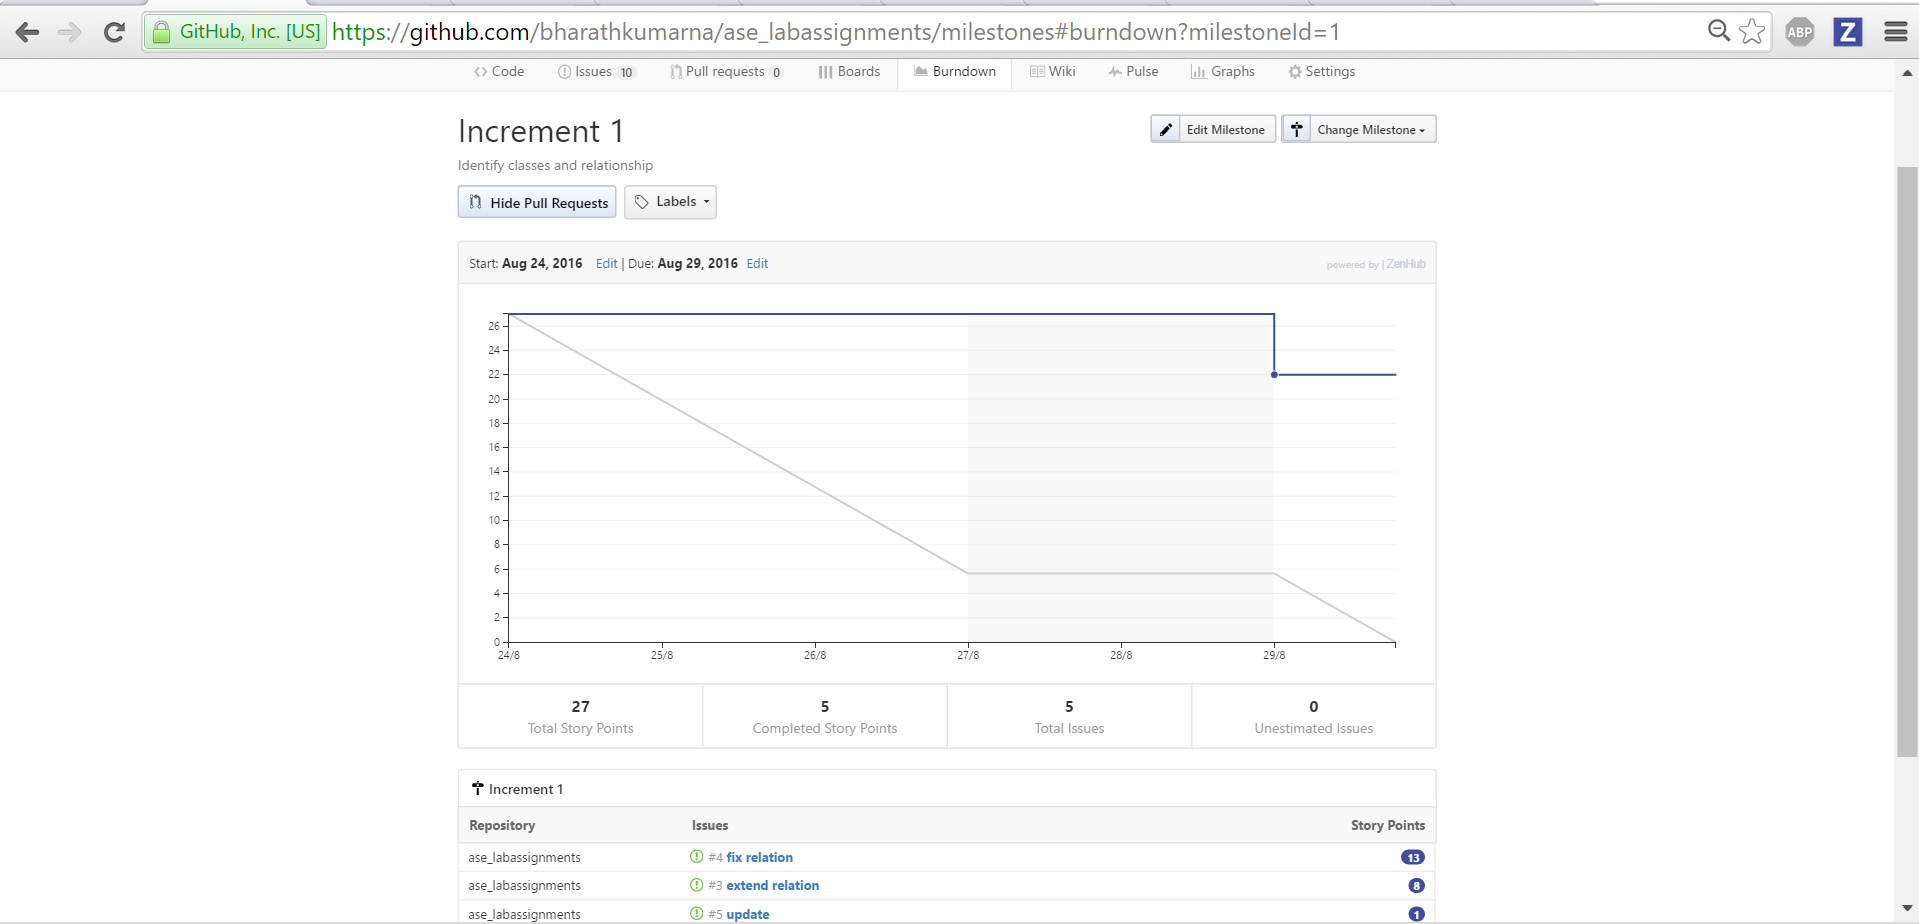 GitHub, Inc. [US] https://github.com/bharathkumarna/ase_labassignments/milestones#burndown?milestoneId=1 ABP Z
Code Issues 10 Pull requests 0 Boards Burndown Wiki Pulse Graphs Settings
Increment 1 Edit Milestone Change Milestone
Identify classes and relationship
Hide Pull Requests Labels
Start: Aug 24, 2016 Edit | Due: Aug 29, 2016 Edit powered by | ZenHub
26
24
22
20
18
16
14
12
10
8
6
4
2
0
24/8 25/8 26/8 27/8 28/8 29/8
27 5 5 0
Total Story Points Completed Story Points Total Issues Unestimated Issues
Increment 1
Repository Issues Story Points
ase_labassignments #4 fix relation 13
ase_labassignments #3 extend relation 8
ase_labassignments #5 update 1